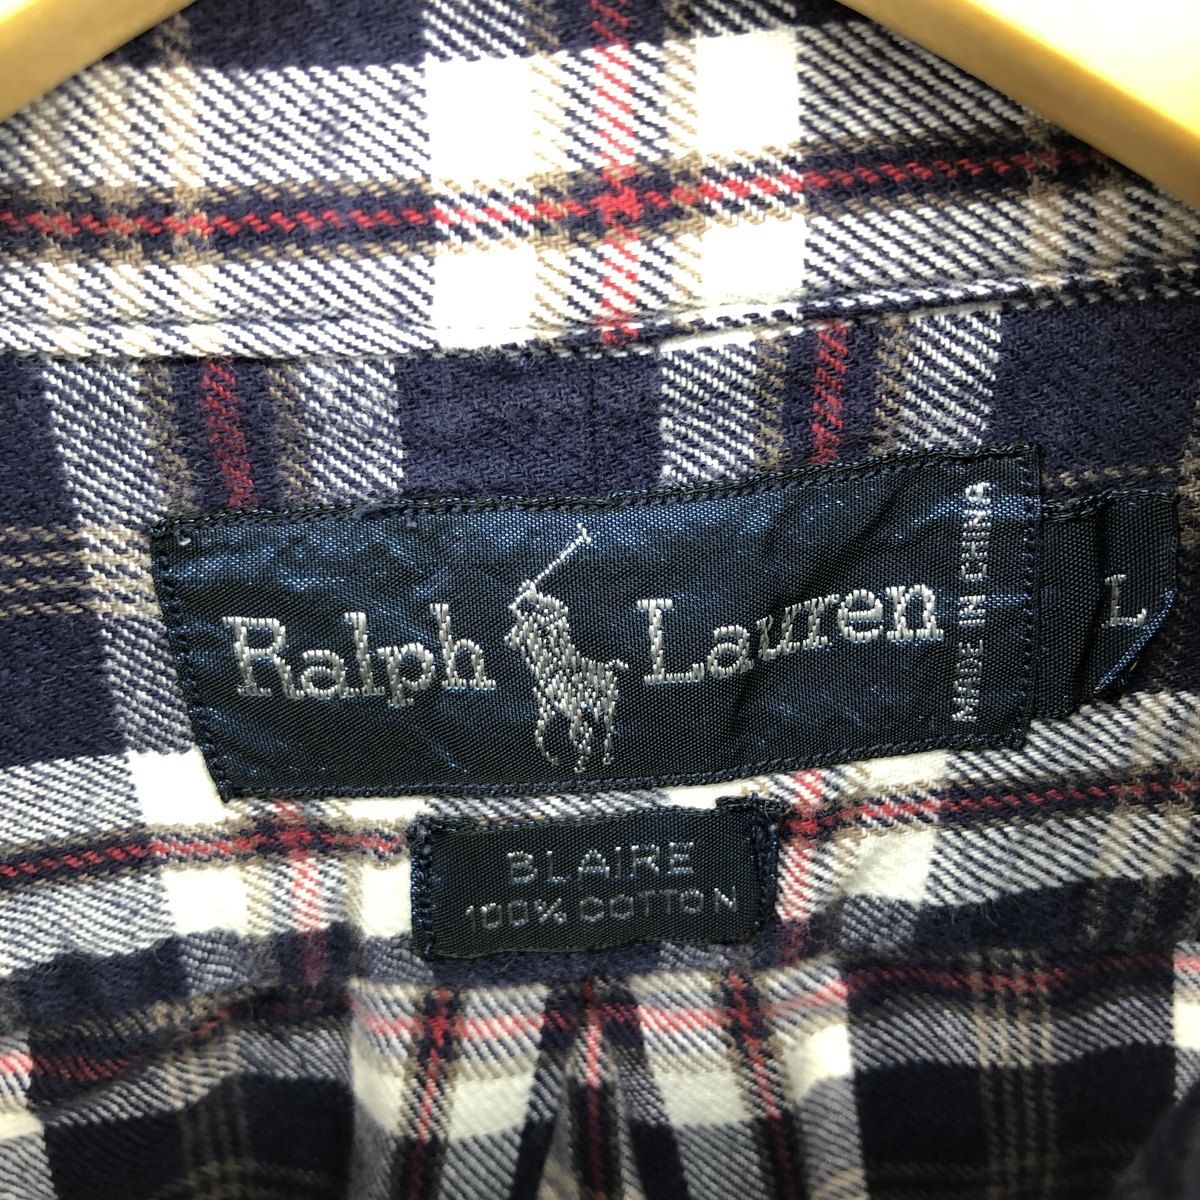 Ralph Lauren
MADE IN CHINA
L
BLAIRE
100% COTTON